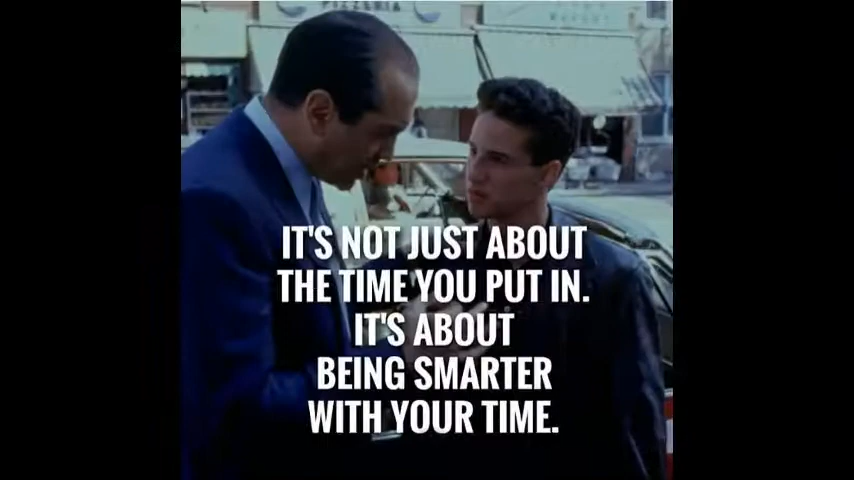 PIZZERIA
IT'S NOT JUST ABOUT
THE TIME YOU PUT IN.
IT'S ABOUT
BEING SMARTER
WITH YOUR TIME.